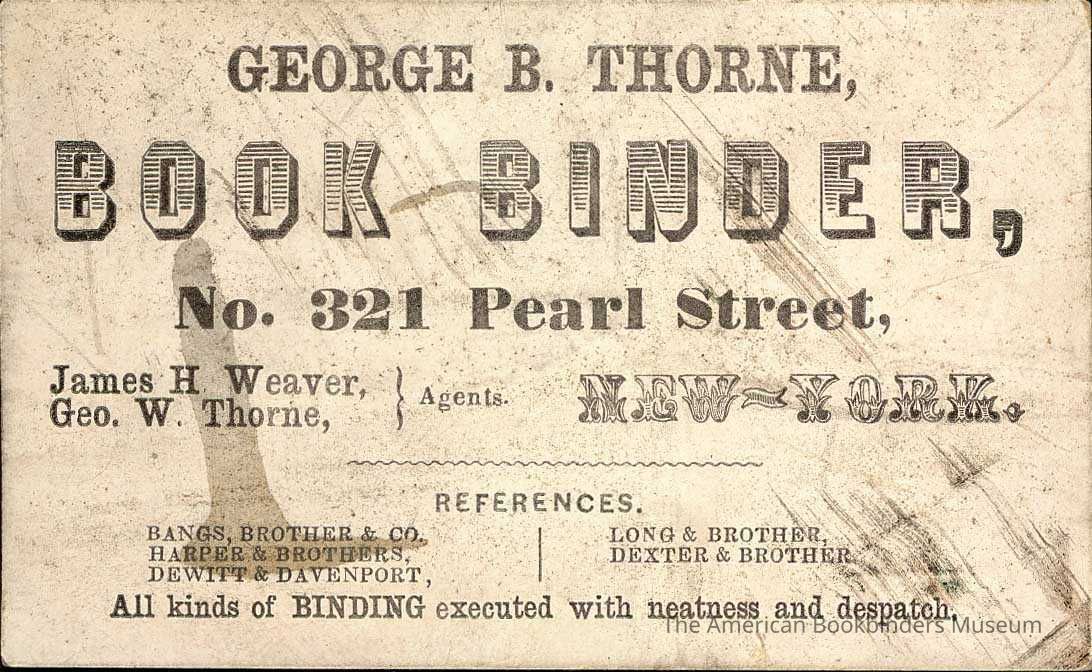 GEORGE B. THORNE,
BOOK BINDER,
No. 321 Pearl Street,
James H. Weaver,
Geo. W. Thorne,
} Agents.
NEW-YORK.
REFERENCES.
BANGS, BROTHER & CO.
HARPER & BROTHERS,
DEWITT & DAVENPORT,
LONG & BROTHER,
DEXTER & BROTHER
All kinds of BINDING executed with neatness and despatch.
The American Bookbinders Museum